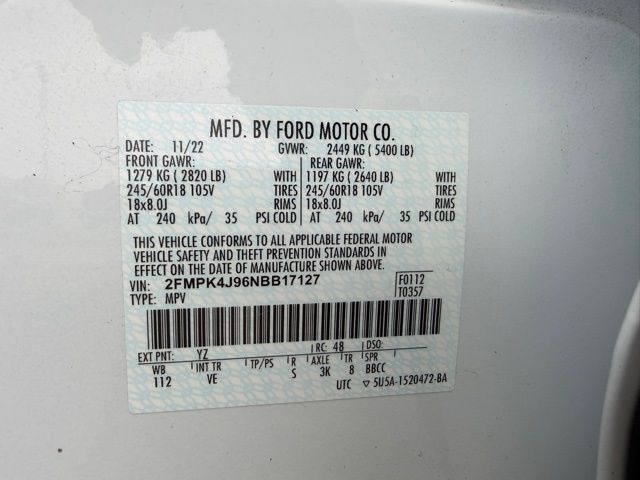 MFD. BY FORD MOTOR CO.
DATE: 11/22 GVWR: 2449 KG ( 5400 LB)
FRONT GAWR: REAR GAWR:
1279 KG ( 2820 LB) WITH 1197 KG ( 2640 LB) WITH
245/60R18 105V TIRES 245/60R18 105V TIRES
18x8.0J RIMS 18x8.0J RIMS
AT 240 kPa/ 35 PSI COLD AT 240 kPa/ 35 PSI COLD
THIS VEHICLE CONFORMS TO ALL APPLICABLE FEDERAL MOTOR
VEHICLE SAFETY AND THEFT PREVENTION STANDARDS IN
EFFECT ON THE DATE OF MANUFACTURE SHOWN ABOVE.
VIN: 2FMPK4J96NBB17127 F0112
TYPE: MPV T0357
EXT PNT: YZ RC: 48 DSO:
WB INT TR TP/PS R AXLE TR SPR
112 VE S 3K 8 BBCC
UTC ▽ 5U5A-1520472-BA